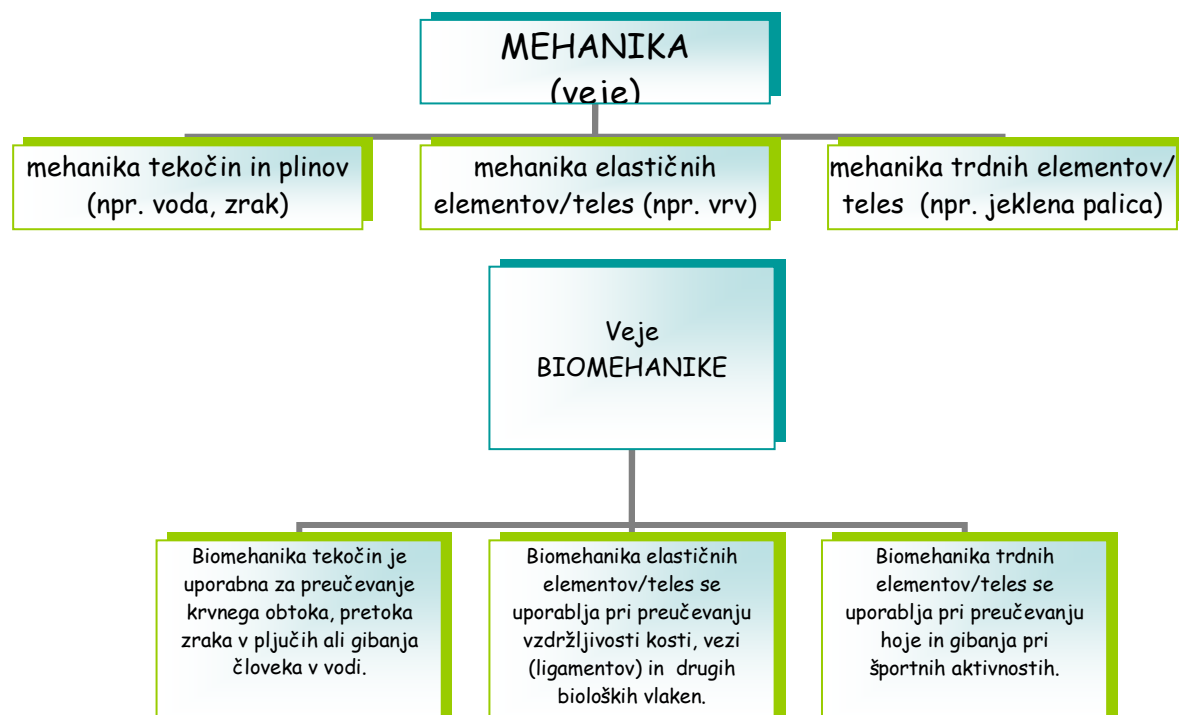 MEHANIKA
(veje)
mehanika tekočin in plinov
(npr. voda, zrak)
mehanika elastičnih
elementov/teles (npr. vrv)
mehanika trdnih elementov/
teles (npr. jeklena palica)
Veje
BIOMEHANIKE
Biomehanika tekočin je
uporabna za preučevanje
krvnega obtoka, pretoka
zraka v pljučih ali gibanja
človeka v vodi.
Biomehanika elastičnih
elementov/teles se
uporablja pri preučevanju
vzdržljivosti kosti, vezi
(ligamentov) in drugih
bioloških vlaken.
Biomehanika trdnih
elementov/teles se
uporablja pri preučevanju
hoje in gibanja pri
športnih aktivnostih.